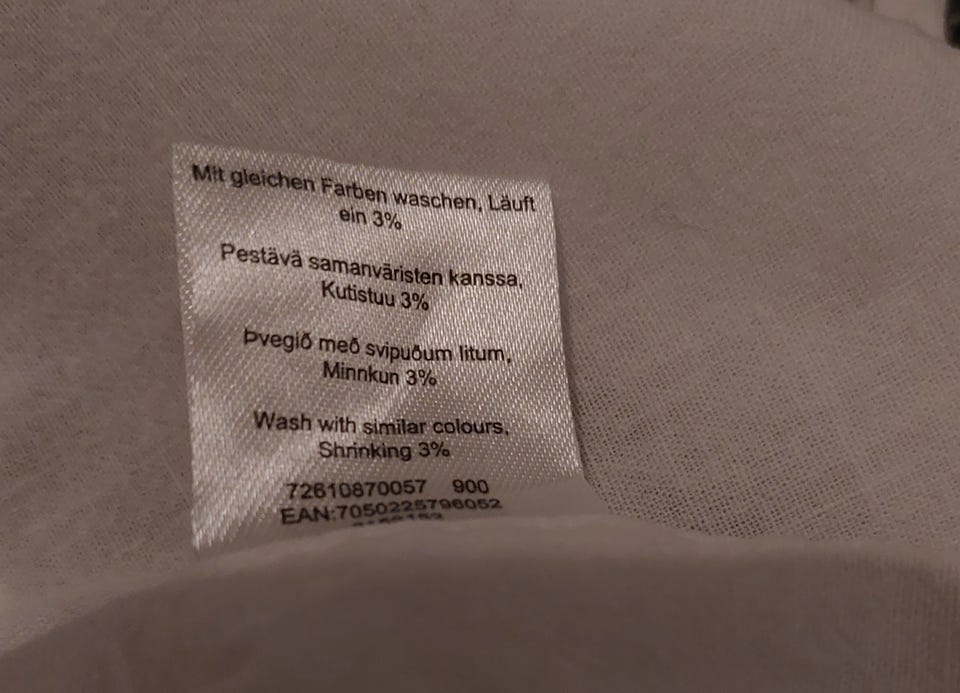 Mit gleichen Farben waschen, Läuft
ein 3%
Pestävä samanväristen kanssa,
Kutistuu 3%
Þvegið með svipuðum litum,
Minnkun 3%
Wash with similar colours,
Shrinking 3%
72610870057 900
EAN:7050225796052